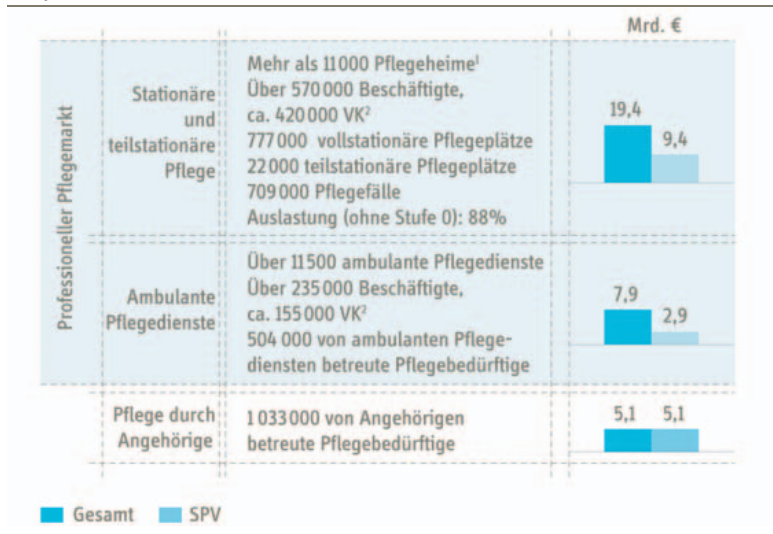 Mrd. €
Professioneller Pflegemarkt
Stationäre
und
teilstationäre
Pflege
Mehr als 11000 Pflegeheime¹
Über 570000 Beschäftigte,
ca. 420000 VK²
777000 vollstationäre Pflegeplätze
22000 teilstationäre Pflegeplätze
709000 Pflegefälle
Auslastung (ohne Stufe 0): 88%
19,4
9,4
Ambulante
Pflegedienste
Über 11500 ambulante Pflegedienste
Über 235000 Beschäftigte,
ca. 155000 VK²
504 000 von ambulanten Pflege-
diensten betreute Pflegebedürftige
7,9
2,9
Pflege durch
Angehörige
1033000 von Angehörigen
betreute Pflegebedürftige
5,1 5,1
Gesamt SPV